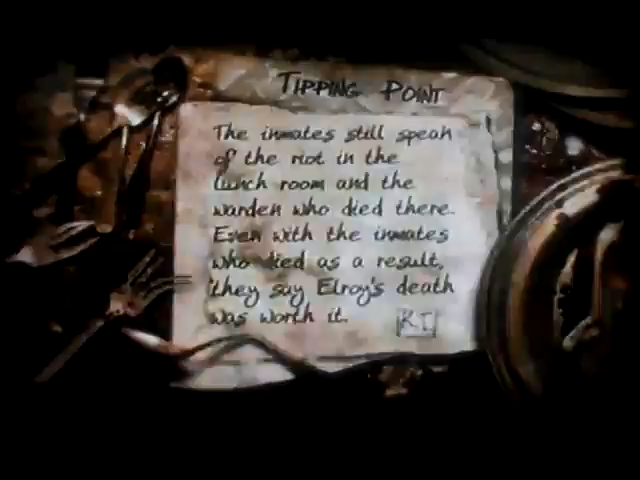 TIPPING POINT
The inmates still speak
of the riot in the
lunch room and the
warden who died there.
Even with the inmates
who died as a result,
they say Elroy's death
was worth it.
R.I